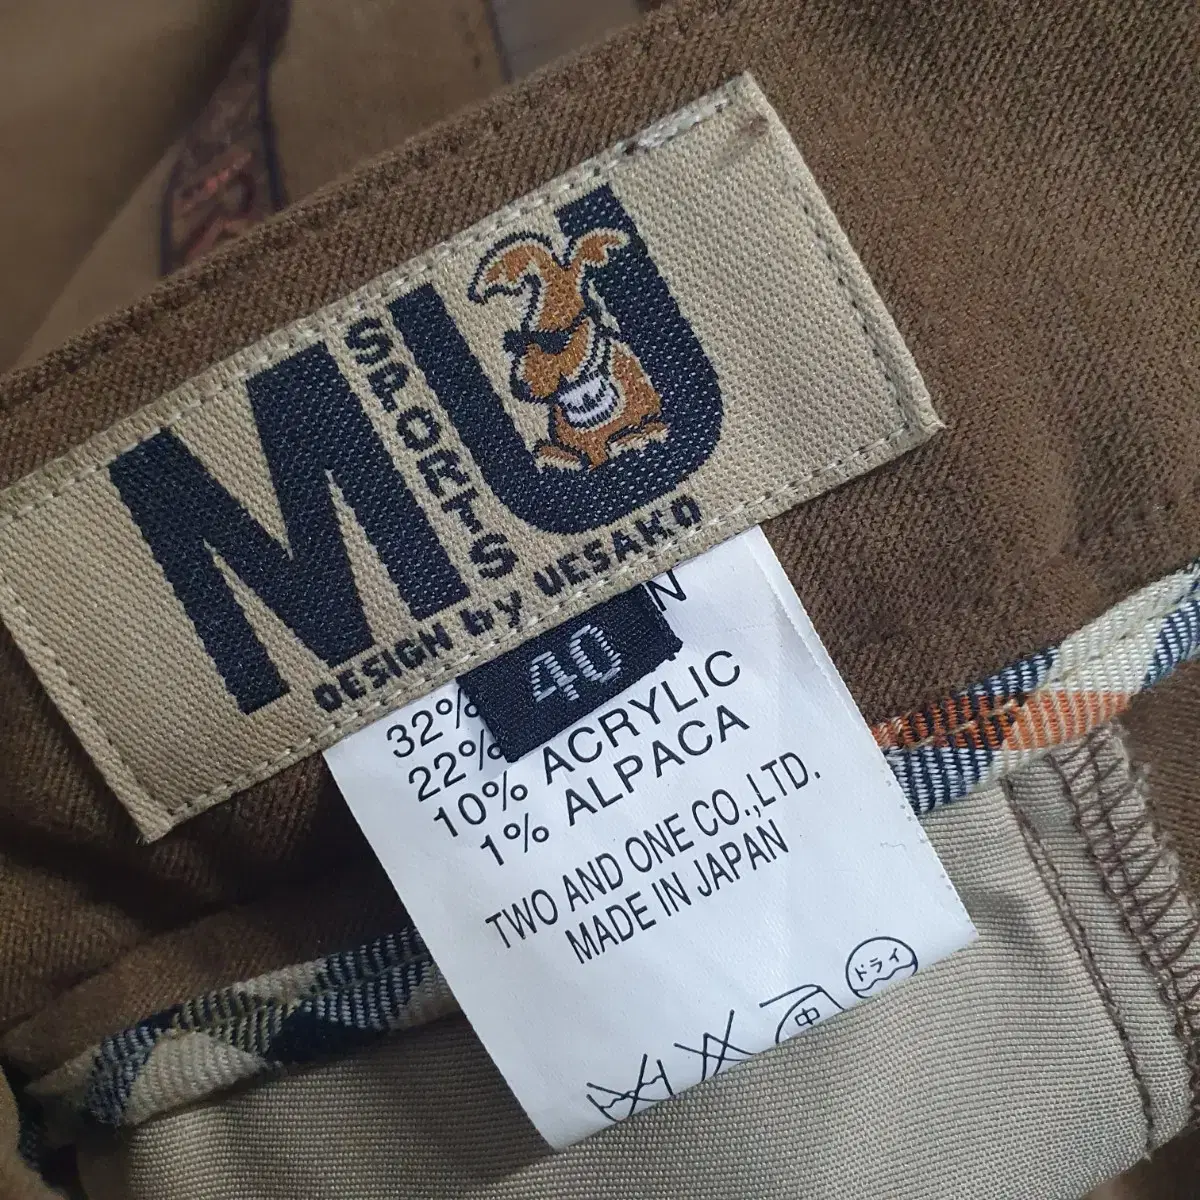 MU
SPORTS
DESIGN by UESAKO
40
N
32%
22%
10% ACRYLIC
1% ALPACA
TWO AND ONE CO.,LTD.
MADE IN JAPAN
中
ドライ